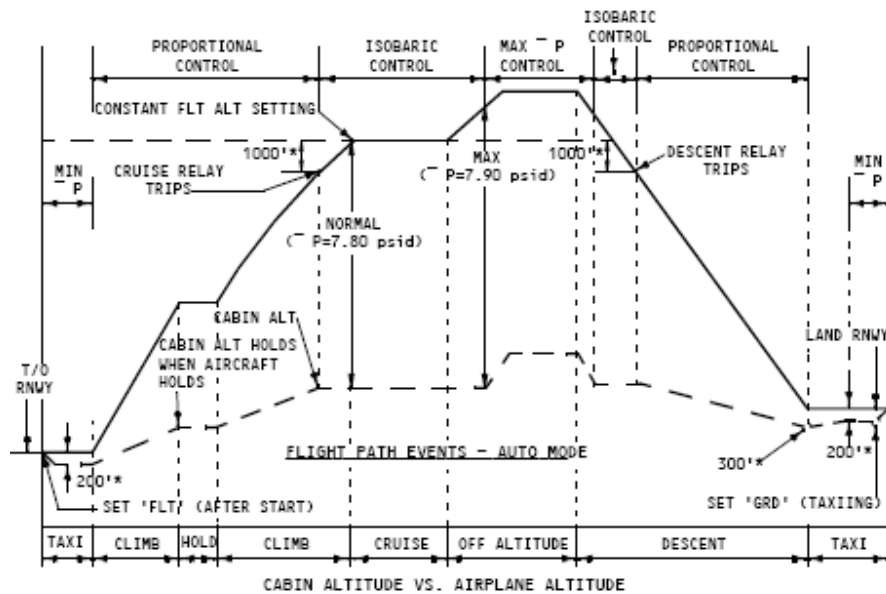 ISOBARIC
CONTROL
PROPORTIONAL
CONTROL
ISOBARIC
CONTROL
MAX ‾ P
CONTROL
PROPORTIONAL
CONTROL
CONSTANT FLT ALT SETTING
1000'*
CRUISE RELAY
TRIPS
MIN
‾ P
MAX
(‾ P=7.90 psid)
1000'*
DESCENT RELAY
TRIPS
MIN
‾ P
NORMAL
(‾ P=7.80 psid)
CABIN ALT
CABIN ALT HOLDS
WHEN AIRCRAFT
HOLDS
LAND RNWY
T/O
RNWY
FLIGHT PATH EVENTS - AUTO MODE
200'*
300'*
200'*
SET 'FLT' (AFTER START)
SET 'GRD' (TAXIING)
TAXI
CLIMB
HOLD
CLIMB
CRUISE
OFF ALTITUDE
DESCENT
TAXI
CABIN ALTITUDE VS. AIRPLANE ALTITUDE